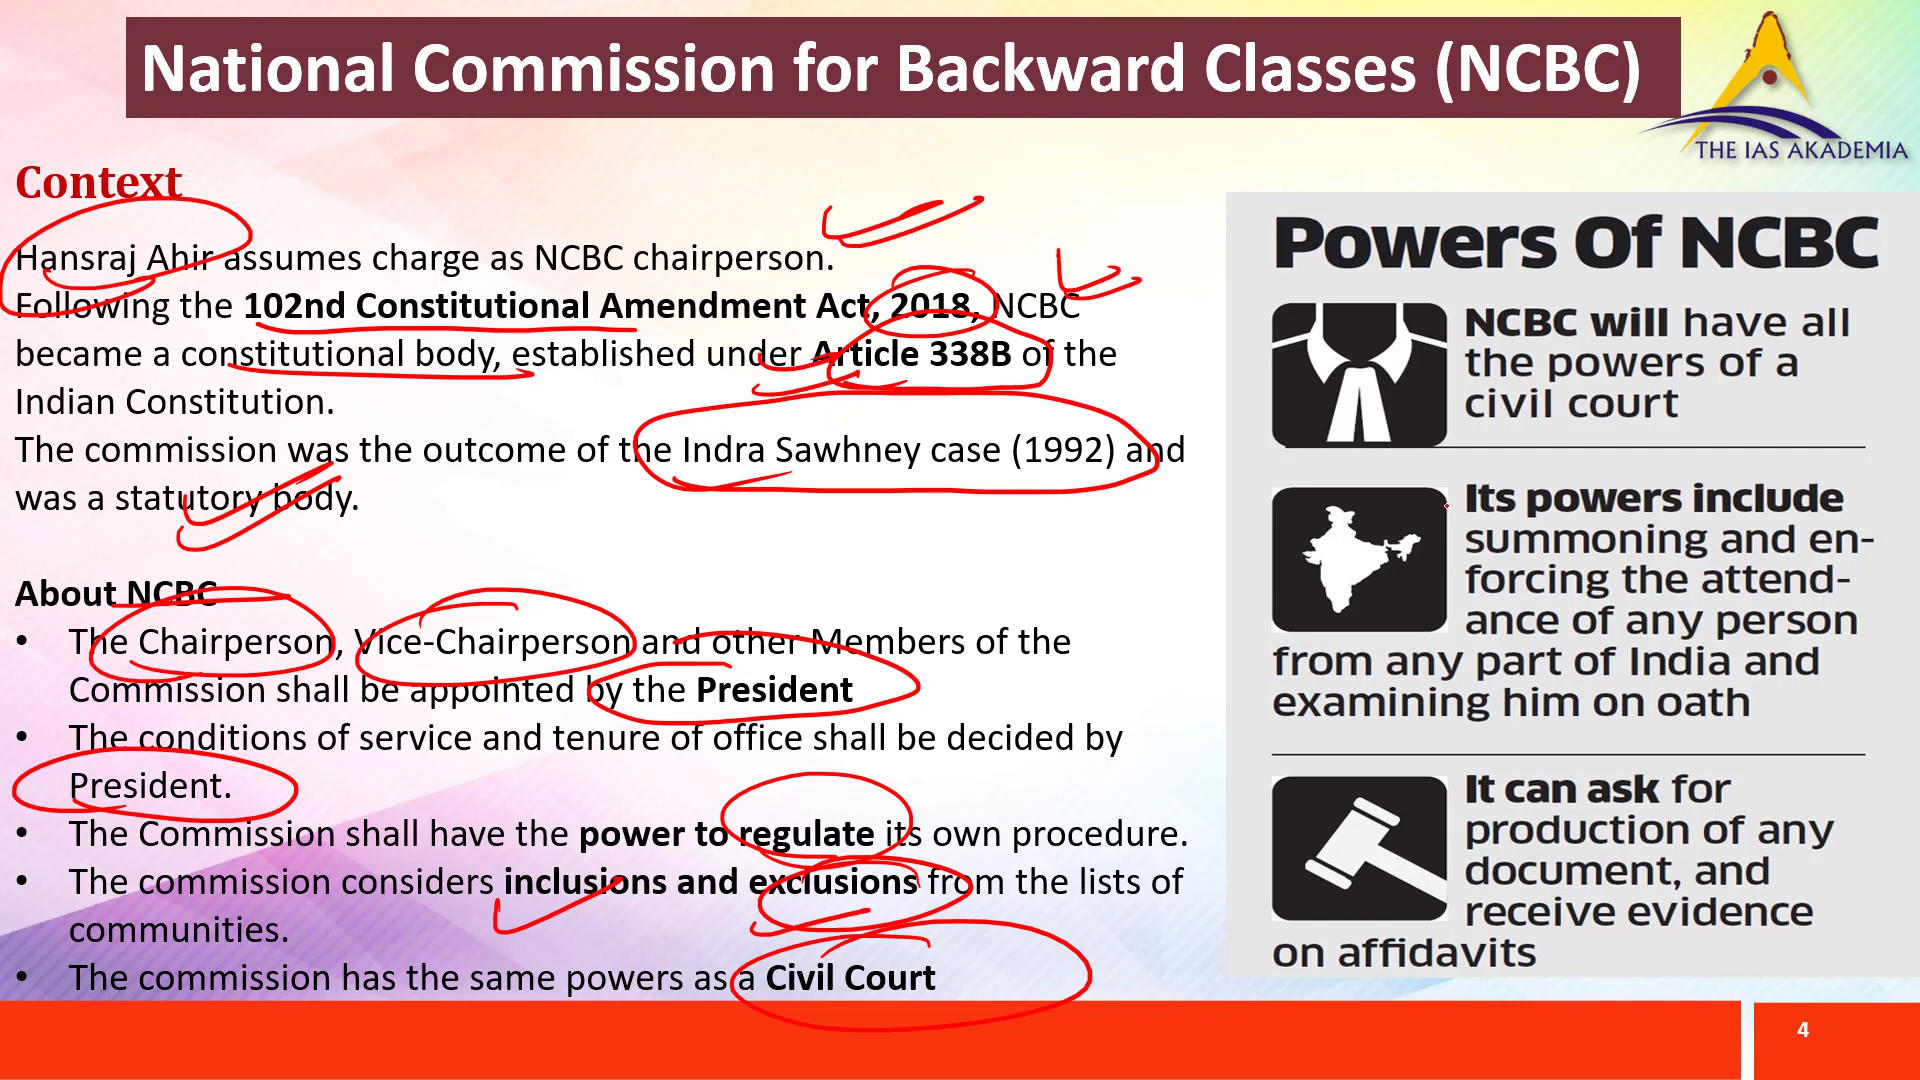 National Commission for Backward Classes (NCBC)
THE IAS AKADEMIA
Context
Hansraj Ahir assumes charge as NCBC chairperson.
Following the 102nd Constitutional Amendment Act, 2018, NCBC
became a constitutional body, established under Article 338B of the
Indian Constitution.
The commission was the outcome of the Indra Sawhney case (1992) and
was a statutory body.
About NCBC
• The Chairperson, Vice-Chairperson and other Members of the
Commission shall be appointed by the President
• The conditions of service and tenure of office shall be decided by
President.
• The Commission shall have the power to regulate its own procedure.
• The commission considers inclusions and exclusions from the lists of
communities.
• The commission has the same powers as a Civil Court
Powers Of NCBC
NCBC will have all
the powers of a
civil court
Its powers include
summoning and en-
forcing the attend-
ance of any person
from any part of India and
examining him on oath
It can ask for
production of any
document, and
receive evidence
on affidavits
4